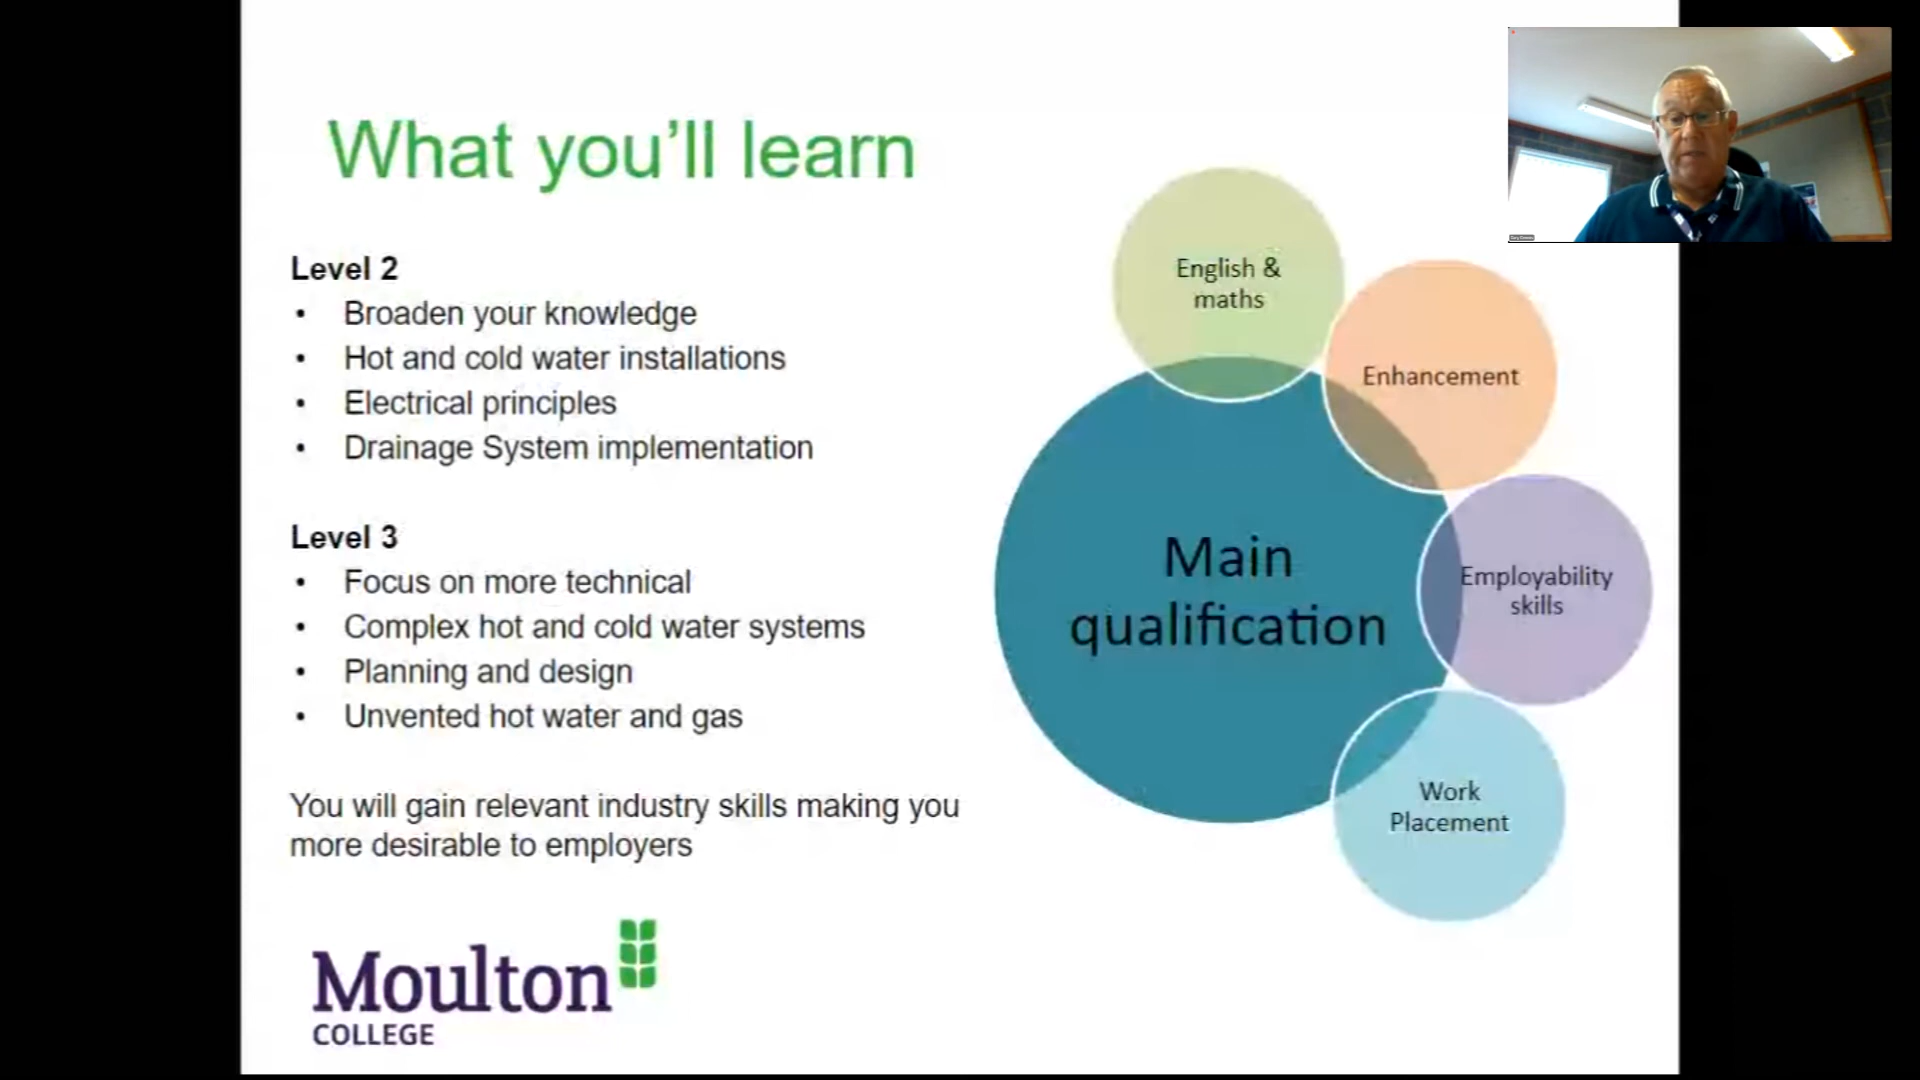 What you'll learn
Level 2
• Broaden your knowledge
• Hot and cold water installations
• Electrical principles
• Drainage System implementation
Level 3
• Focus on more technical
• Complex hot and cold water systems
• Planning and design
• Unvented hot water and gas
You will gain relevant industry skills making you
more desirable to employers
Moulton
COLLEGE
English &
maths
Enhancement
Employability
skills
Work
Placement
Main
qualification